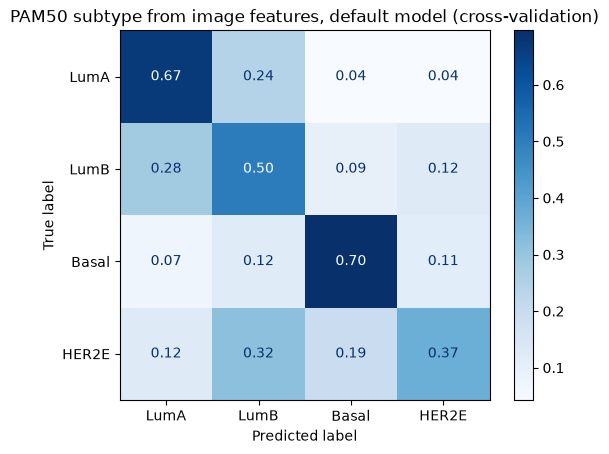 PAM50 subtype from image features, default model (cross-validation)
LumA 0.67 0.24 0.04 0.04
LumB 0.28 0.50 0.09 0.12
Basal 0.07 0.12 0.70 0.11
HER2E 0.12 0.32 0.19 0.37
LumA LumB Basal HER2E
Predicted label
True label
0.6
0.5
0.4
0.3
0.2
0.1